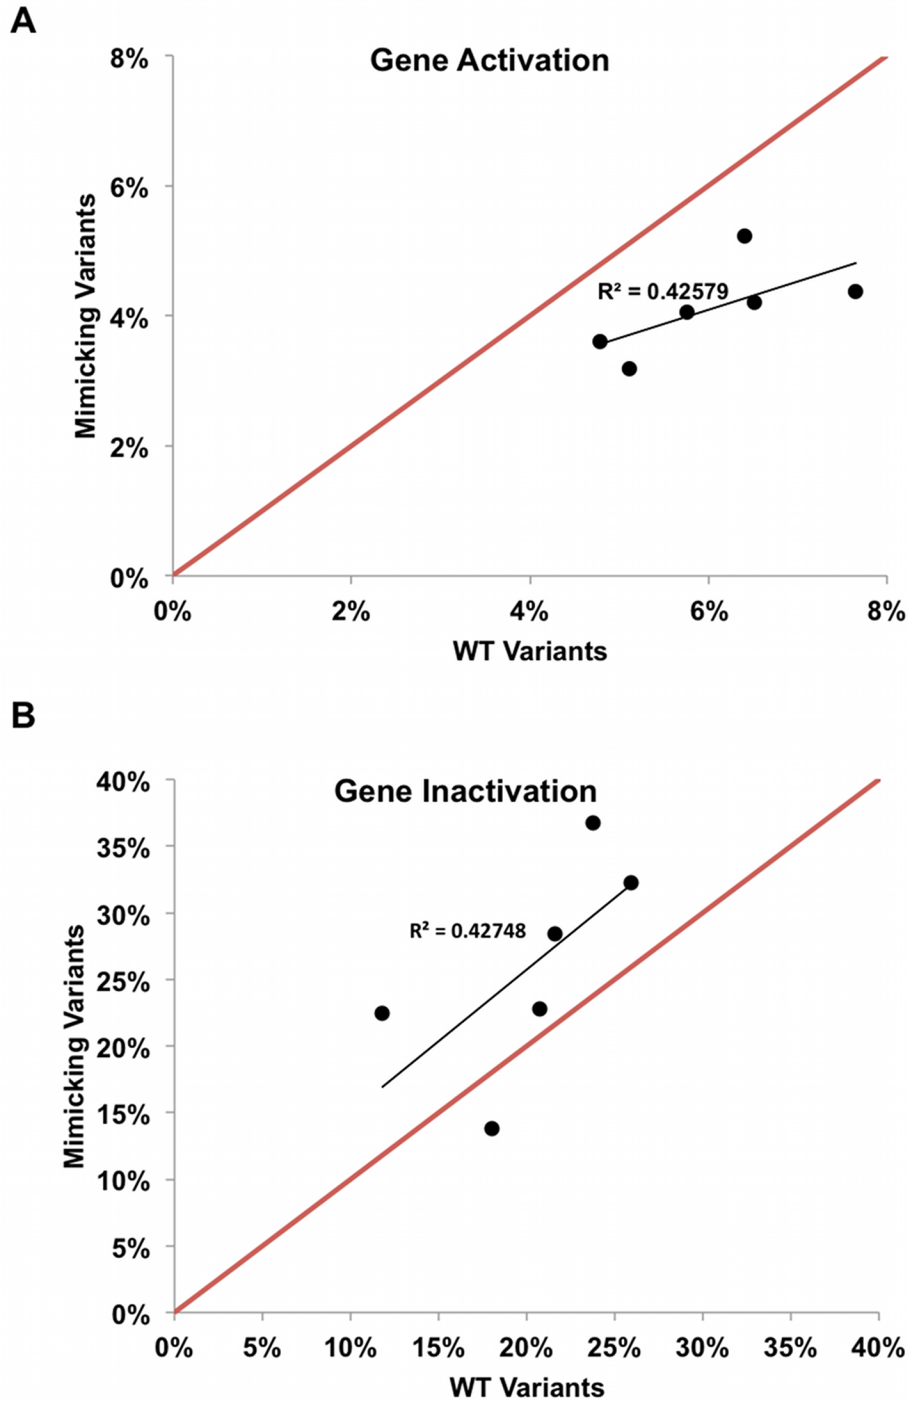 A
Gene Activation
8%
6%
4%
2%
0%
Mimicking Variants
R² = 0.42579
0% 2% 4% 6% 8%
WT Variants
B
Gene Inactivation
40%
35%
30%
25%
20%
15%
10%
5%
0%
Mimicking Variants
R² = 0.42748
0% 5% 10% 15% 20% 25% 30% 35% 40%
WT Variants